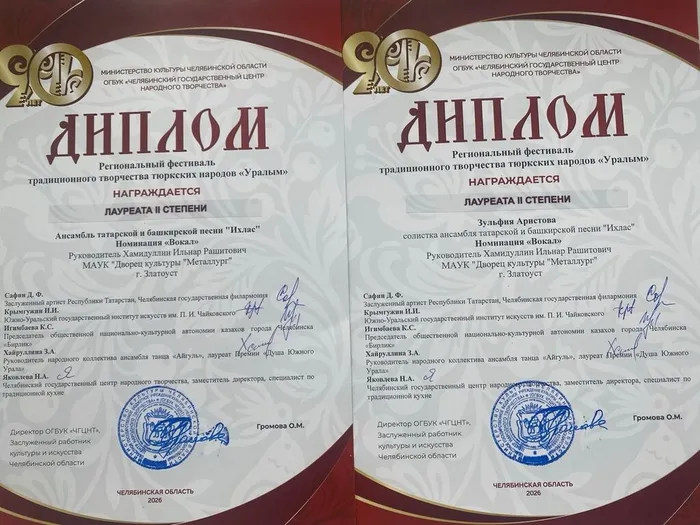 90 ЛЕТ
МИНИСТЕРСТВО КУЛЬТУРЫ ЧЕЛЯБИНСКОЙ ОБЛАСТИ
ОГБУК «ЧЕЛЯБИНСКИЙ ГОСУДАРСТВЕННЫЙ ЦЕНТР
НАРОДНОГО ТВОРЧЕСТВА»
ДИПЛОМ
Региональный фестиваль
традиционного творчества тюркских народов «Уралым»
НАГРАЖДАЕТСЯ
ЛАУРЕАТА II СТЕПЕНИ
Ансамбль татарской и башкирской песни "Ихлас"
Номинация «Вокал»
Руководитель Хамидуллин Ильнар Рашитович
МАУК "Дворец культуры "Металлург"
г. Златоуст
Сафин Д. Ф.
Заслуженный артист Республики Татарстан, Челябинская государственная филармония
Крымгужин И.И.
Южно-Уральский государственный институт искусств им. П. И. Чайковского
Игимбаева К.С.
Председатель общественной национально-культурной автономии казахов города Челябинска
«Бирлик»
Хайруллина З.А.
Руководитель народного коллектива ансамбля танца «Айгуль», лауреат Премии «Душа Южного
Урала»
Яковлева Н.А.
Челябинский государственный центр народного творчества, заместитель директора, специалист по
традиционной кухне
Директор ОГБУК «ЧГЦНТ»,
Заслуженный работник
культуры и искусства
Челябинской области
Громова О.М.
ЧЕЛЯБИНСКАЯ ОБЛАСТЬ
2026
90 ЛЕТ
МИНИСТЕРСТВО КУЛЬТУРЫ ЧЕЛЯБИНСКОЙ ОБЛАСТИ
ОГБУК «ЧЕЛЯБИНСКИЙ ГОСУДАРСТВЕННЫЙ ЦЕНТР
НАРОДНОГО ТВОРЧЕСТВА»
ДИПЛОМ
Региональный фестиваль
традиционного творчества тюркских народов «Уралым»
НАГРАЖДАЕТСЯ
ЛАУРЕАТА II СТЕПЕНИ
Зульфия Аристова
солистка ансамбля татарской и башкирской песни "Ихлас"
Номинация «Вокал»
Руководитель Хамидуллин Ильнар Рашитович
МАУК "Дворец культуры "Металлург"
г. Златоуст
Сафин Д. Ф.
Заслуженный артист Республики Татарстан, Челябинская государственная филармония
Крымгужин И.И.
Южно-Уральский государственный институт искусств им. П. И. Чайковского
Игимбаева К.С.
Председатель общественной национально-культурной автономии казахов города Челябинска
«Бирлик»
Хайруллина З.А.
Руководитель народного коллектива ансамбля танца «Айгуль», лауреат Премии «Душа Южного
Урала»
Яковлева Н.А.
Челябинский государственный центр народного творчества, заместитель директора, специалист по
традиционной кухне
Директор ОГБУК «ЧГЦНТ»,
Заслуженный работник
культуры и искусства
Челябинской области
Громова О.М.
ЧЕЛЯБИНСКАЯ ОБЛАСТЬ
2026